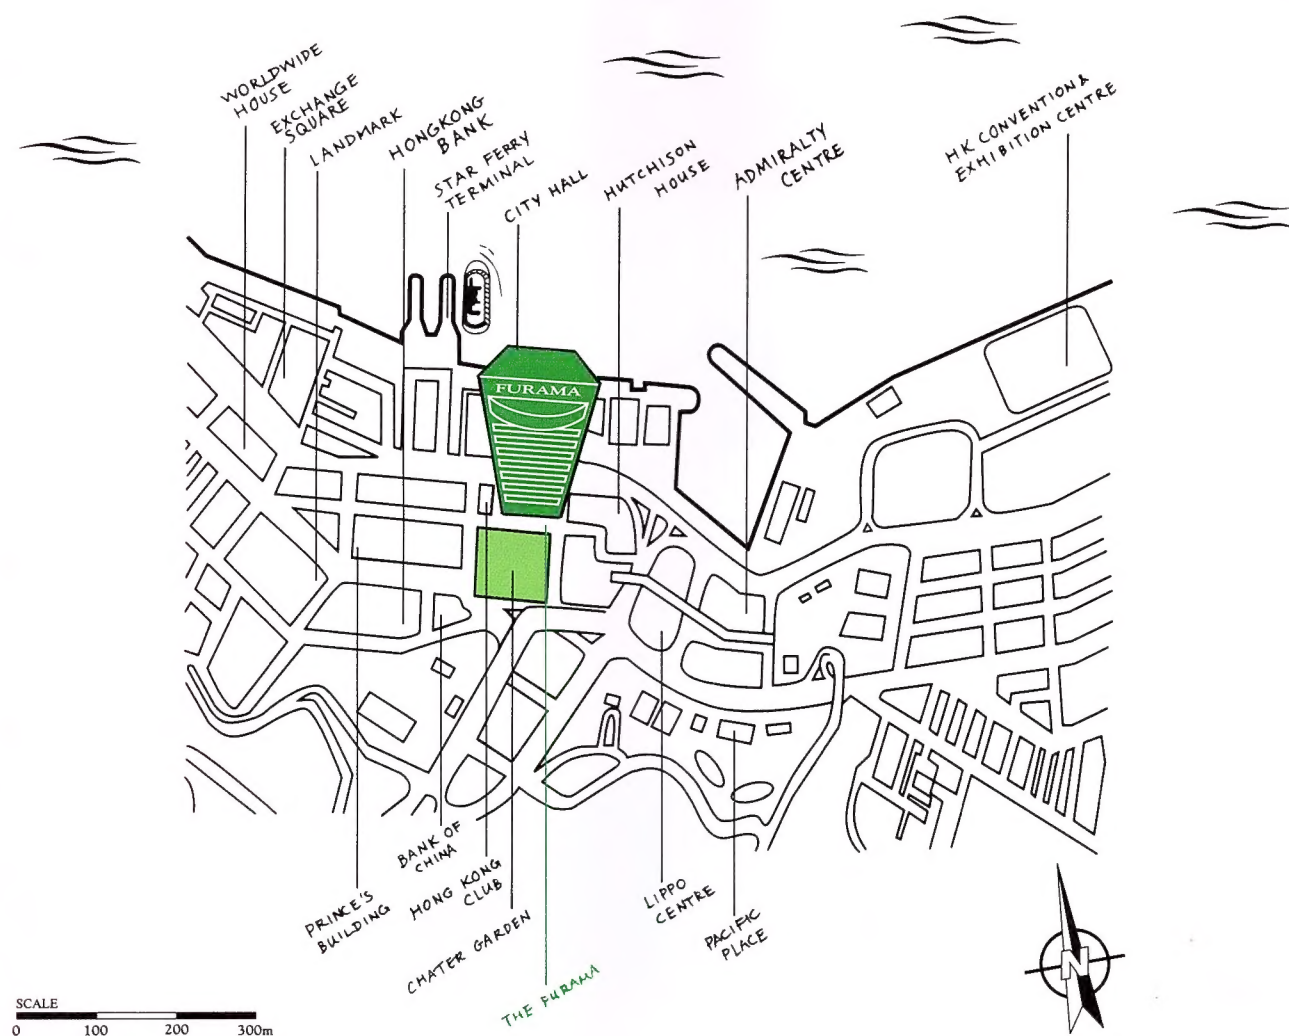 WORLDWIDE
HOUSE
EXCHANGE
SQUARE
LANDMARK
HONGKONG
BANK
STAR FERRY
TERMINAL
CITY HALL
HUTCHISON
HOUSE
ADMIRALTY
CENTRE
HK CONVENTION &
EXHIBITION CENTRE
FURAMA
PRINCE'S
BUILDING
BANK OF
CHINA
HONG KONG
CLUB
CHATER GARDEN
THE FURAMA
LIPPO
CENTRE
PACIFIC
PLACE
N
SCALE
0 100 200 300m